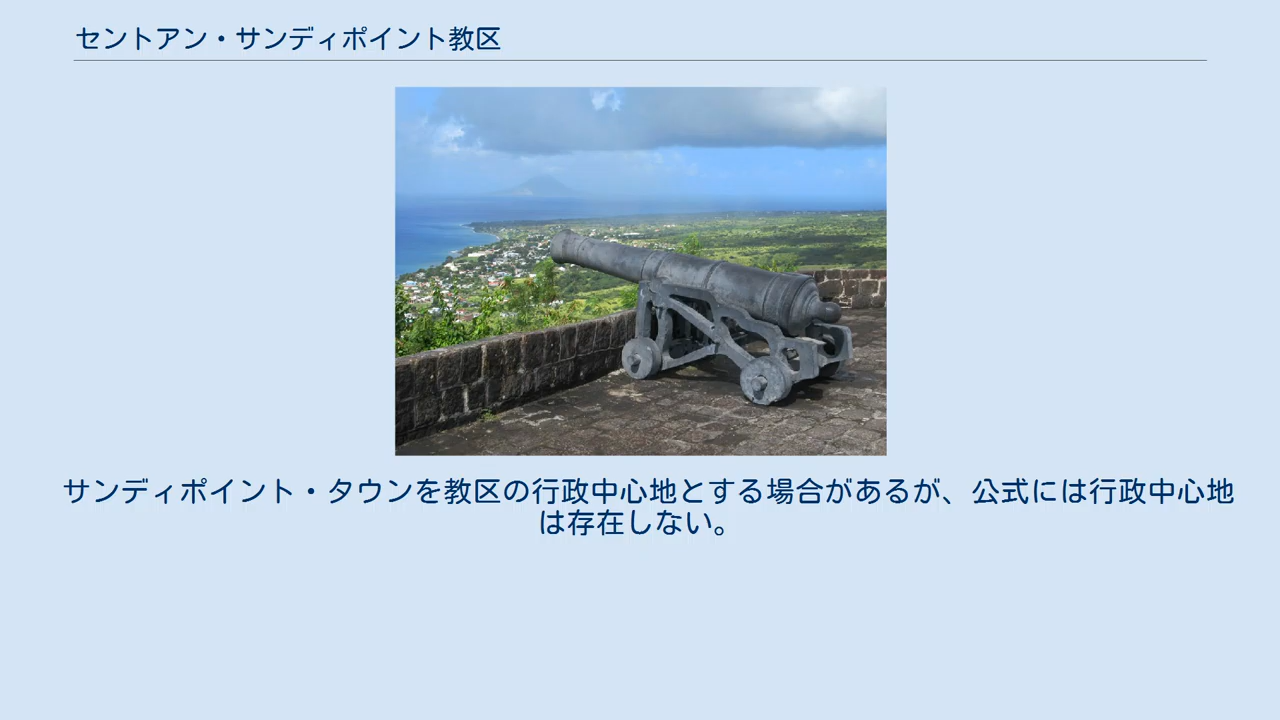 セントアン・サンディポイント教区
サンディポイント・タウンを教区の行政中心地とする場合があるが、公式には行政中心地
は存在しない。